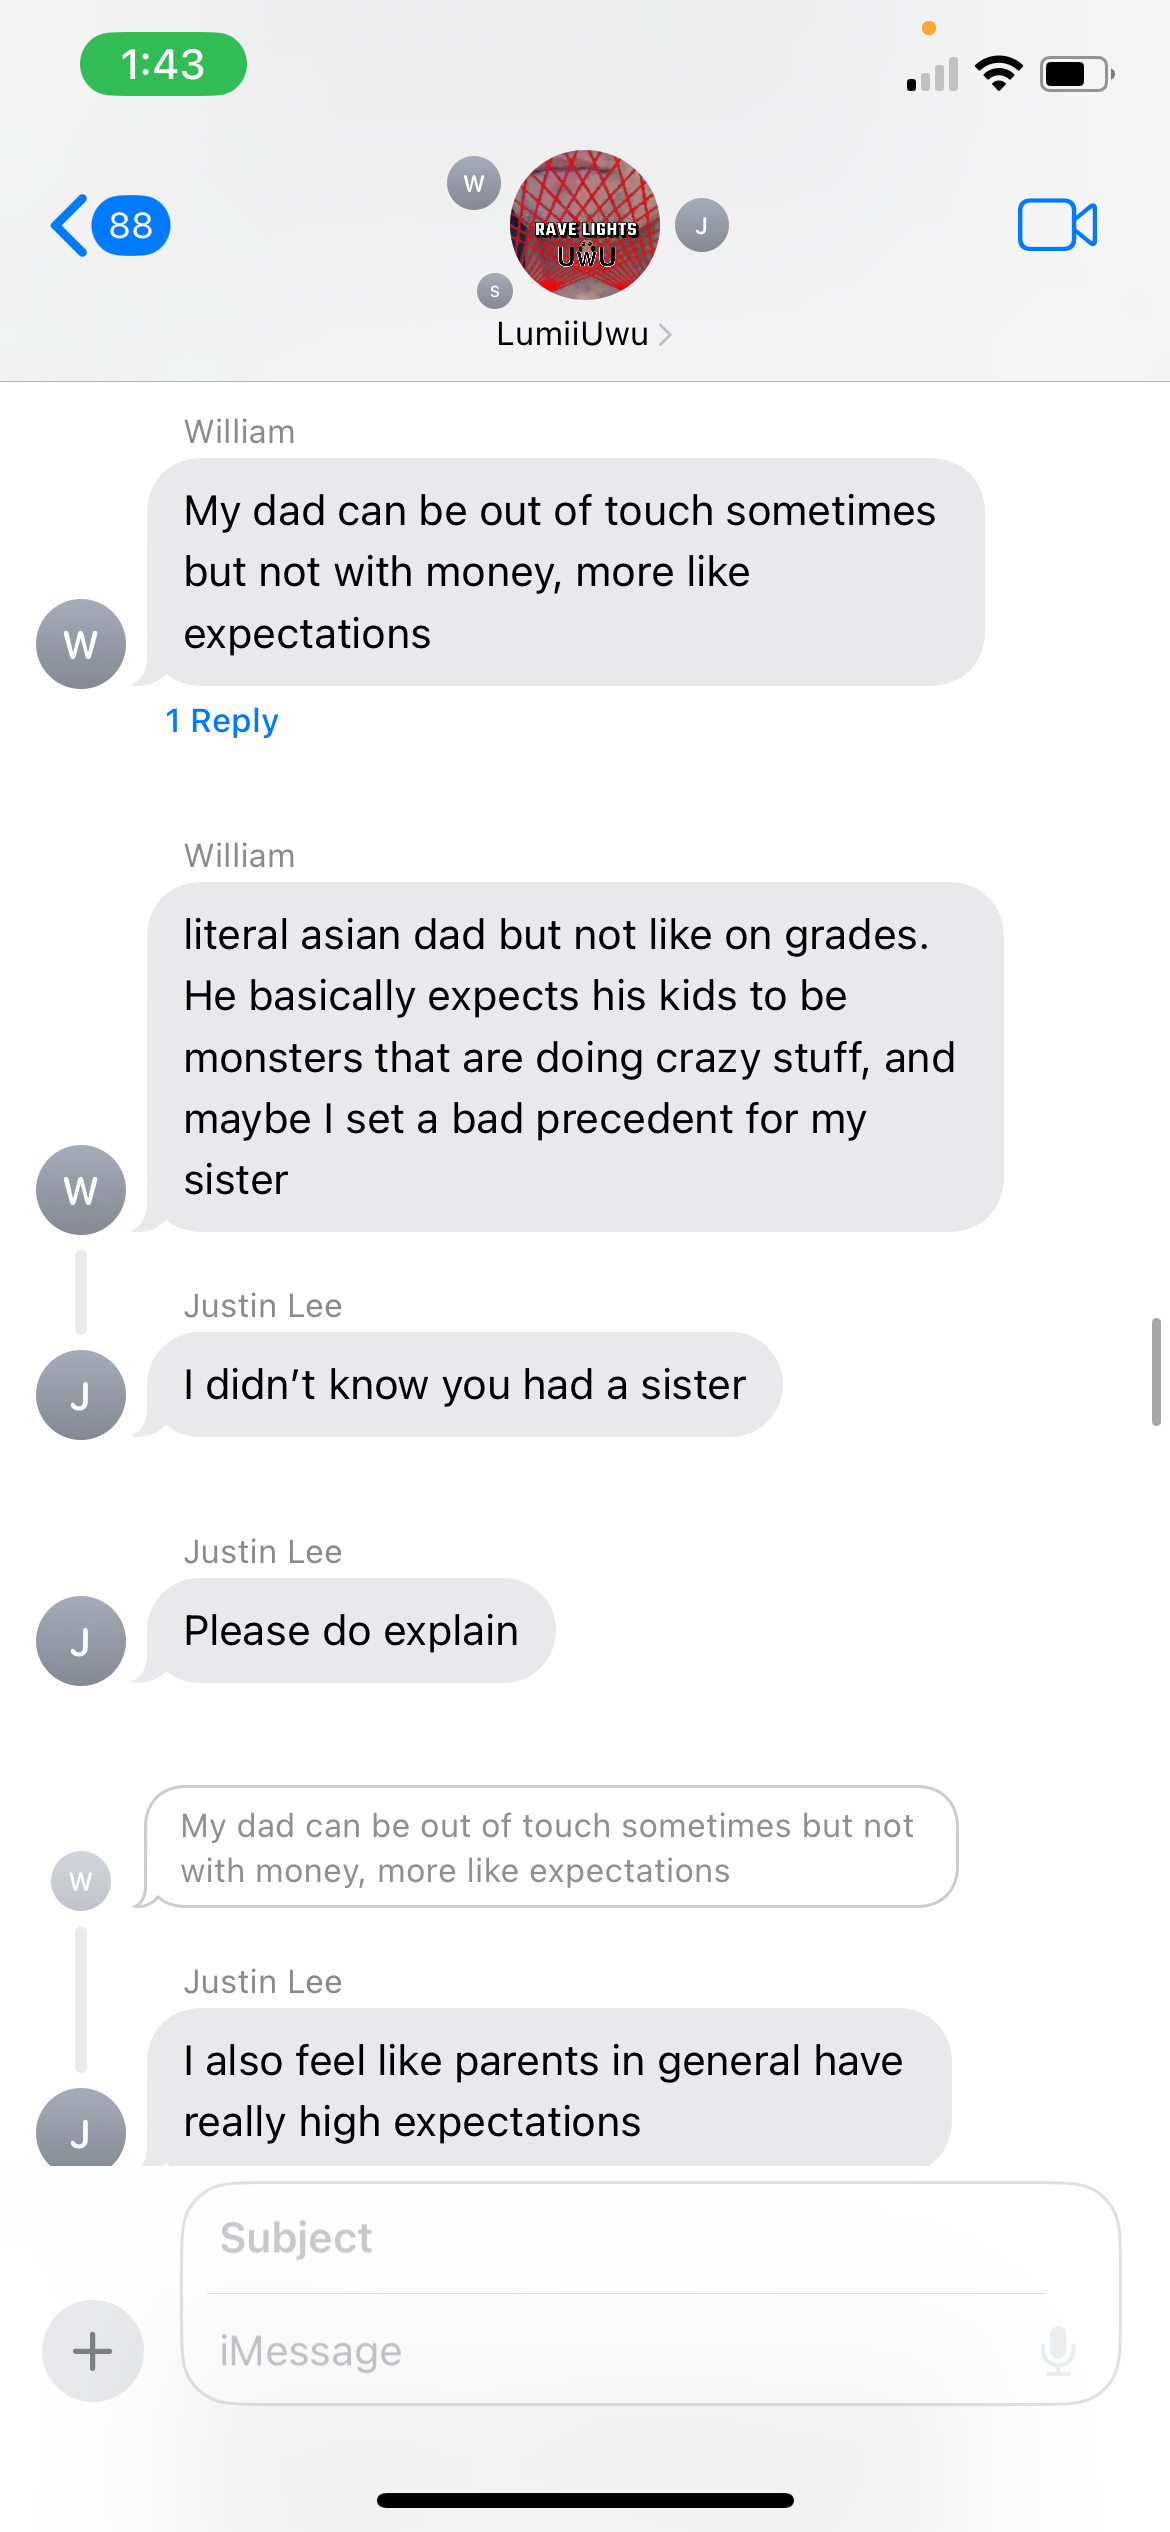 1:43
88
W
RAVE LIGHTS
UWU
J
S
LumiiUwu
William
My dad can be out of touch sometimes
but not with money, more like
expectations
W
1 Reply
William
literal asian dad but not like on grades.
He basically expects his kids to be
monsters that are doing crazy stuff, and
maybe I set a bad precedent for my
sister
W
Justin Lee
I didn’t know you had a sister
J
Justin Lee
Please do explain
J
My dad can be out of touch sometimes but not
with money, more like expectations
W
Justin Lee
I also feel like parents in general have
really high expectations
J
Subject
iMessage